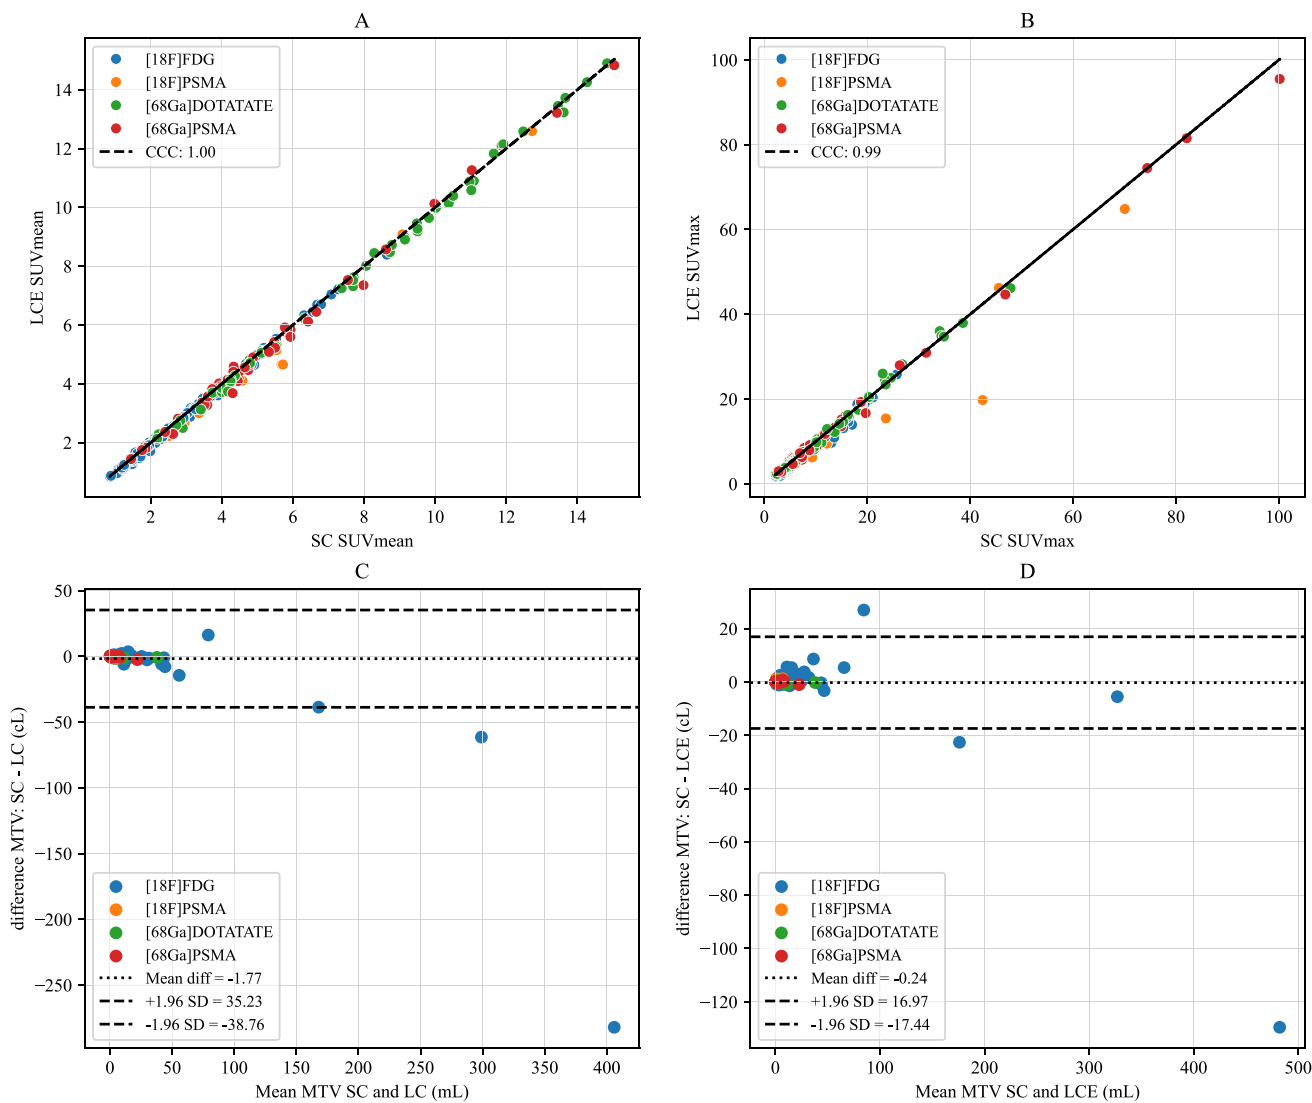 A
[18F]FDG
[18F]PSMA
[68Ga]DOTATATE
[68Ga]PSMA
CCC: 1.00
14
12
10
8
6
4
2
LCE SUVmean
2 4 6 8 10 12 14
SC SUVmean
B
[18F]FDG
[18F]PSMA
[68Ga]DOTATATE
[68Ga]PSMA
CCC: 0.99
100
80
60
40
20
0
LCE SUVmax
0 20 40 60 80 100
SC SUVmax
C
50
0
−50
−100
−150
−200
−250
difference MTV: SC - LC (cL)
[18F]FDG
[18F]PSMA
[68Ga]DOTATATE
[68Ga]PSMA
Mean diff = -1.77
+1.96 SD = 35.23
-1.96 SD = -38.76
0 50 100 150 200 250 300 350 400
Mean MTV SC and LC (mL)
D
20
0
−20
−40
−60
−80
−100
−120
difference MTV: SC - LCE (cL)
[18F]FDG
[18F]PSMA
[68Ga]DOTATATE
[68Ga]PSMA
Mean diff = -0.24
+1.96 SD = 16.97
-1.96 SD = -17.44
0 100 200 300 400 500
Mean MTV SC and LCE (mL)